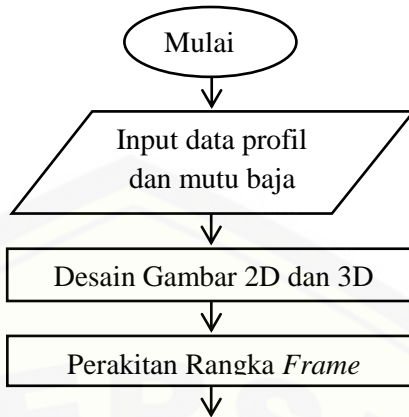 Mulai
Input data profil
dan mutu baja
Desain Gambar 2D dan 3D
Perakitan Rangka Frame